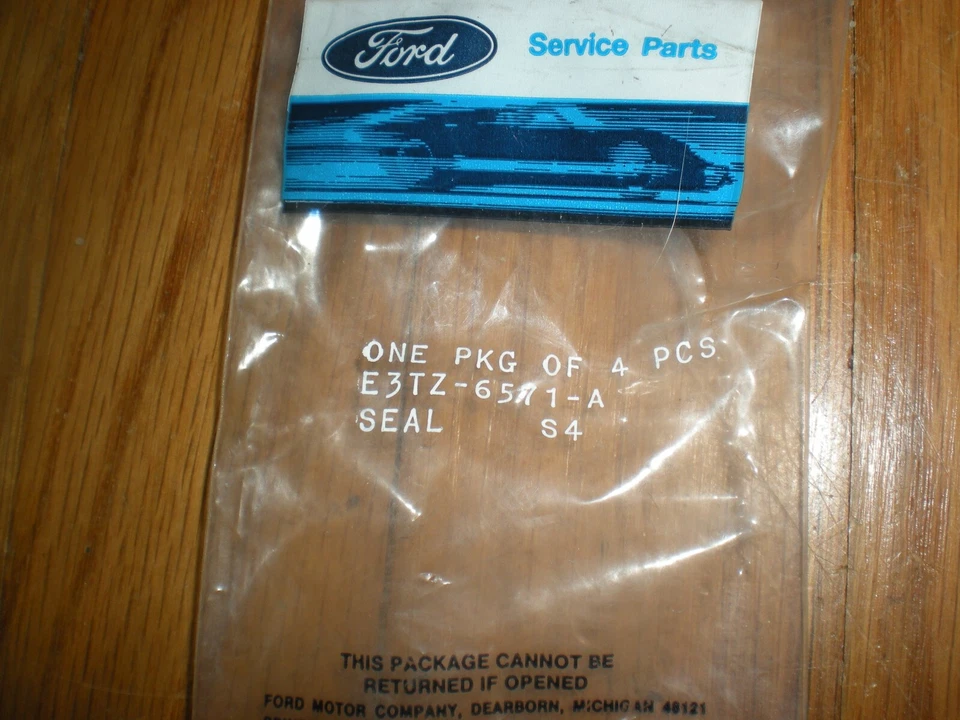 Ford Service Parts
ONE PKG OF 4 PCS
E3TZ-6571-A
SEAL S4
THIS PACKAGE CANNOT BE
RETURNED IF OPENED
FORD MOTOR COMPANY, DEARBORN, MICHIGAN 48121